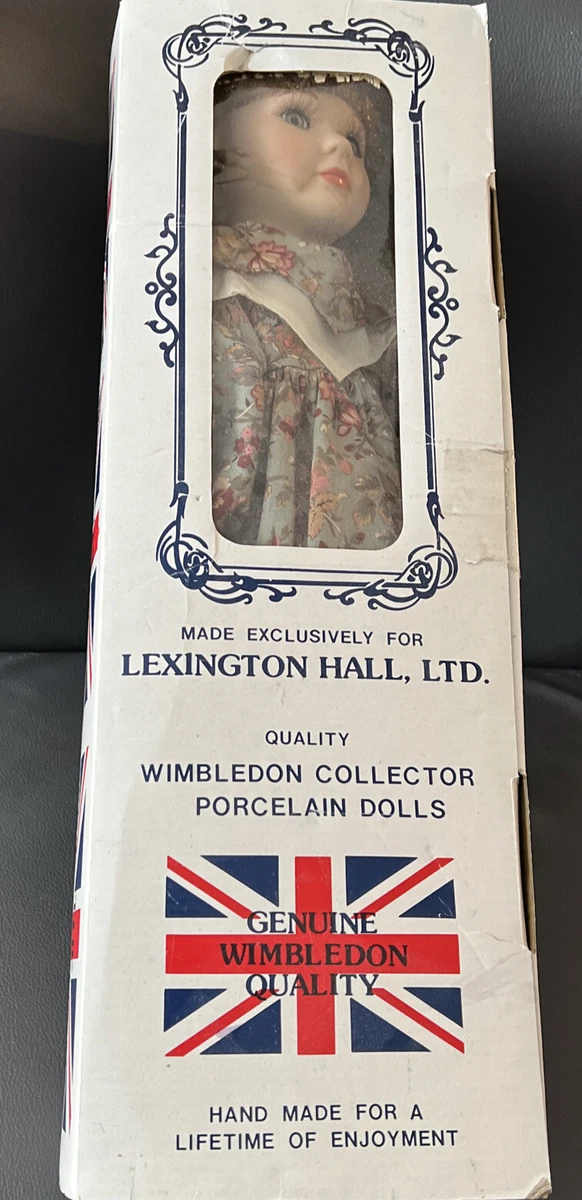 MADE EXCLUSIVELY FOR
LEXINGTON HALL, LTD.
QUALITY
WIMBLEDON COLLECTOR
PORCELAIN DOLLS
GENUINE
WIMBLEDON
QUALITY
HAND MADE FOR A
LIFETIME OF ENJOYMENT